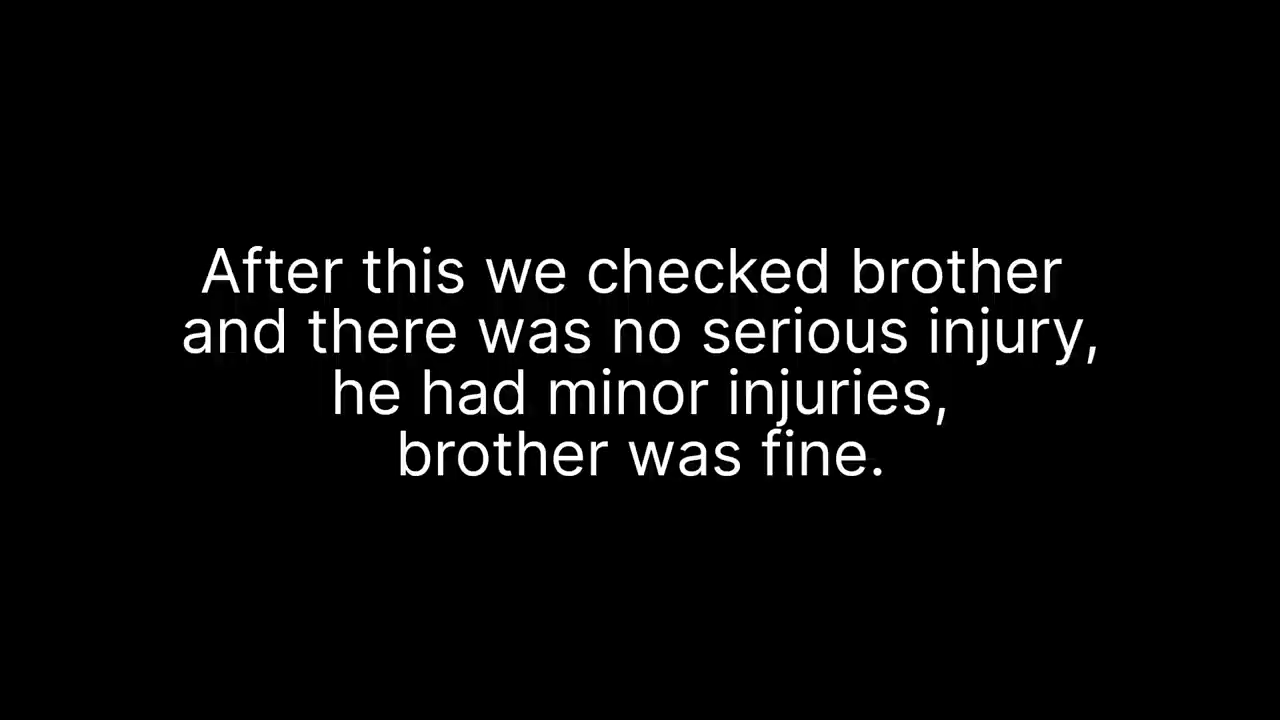 After this we checked brother
and there was no serious injury,
he had minor injuries,
brother was fine.